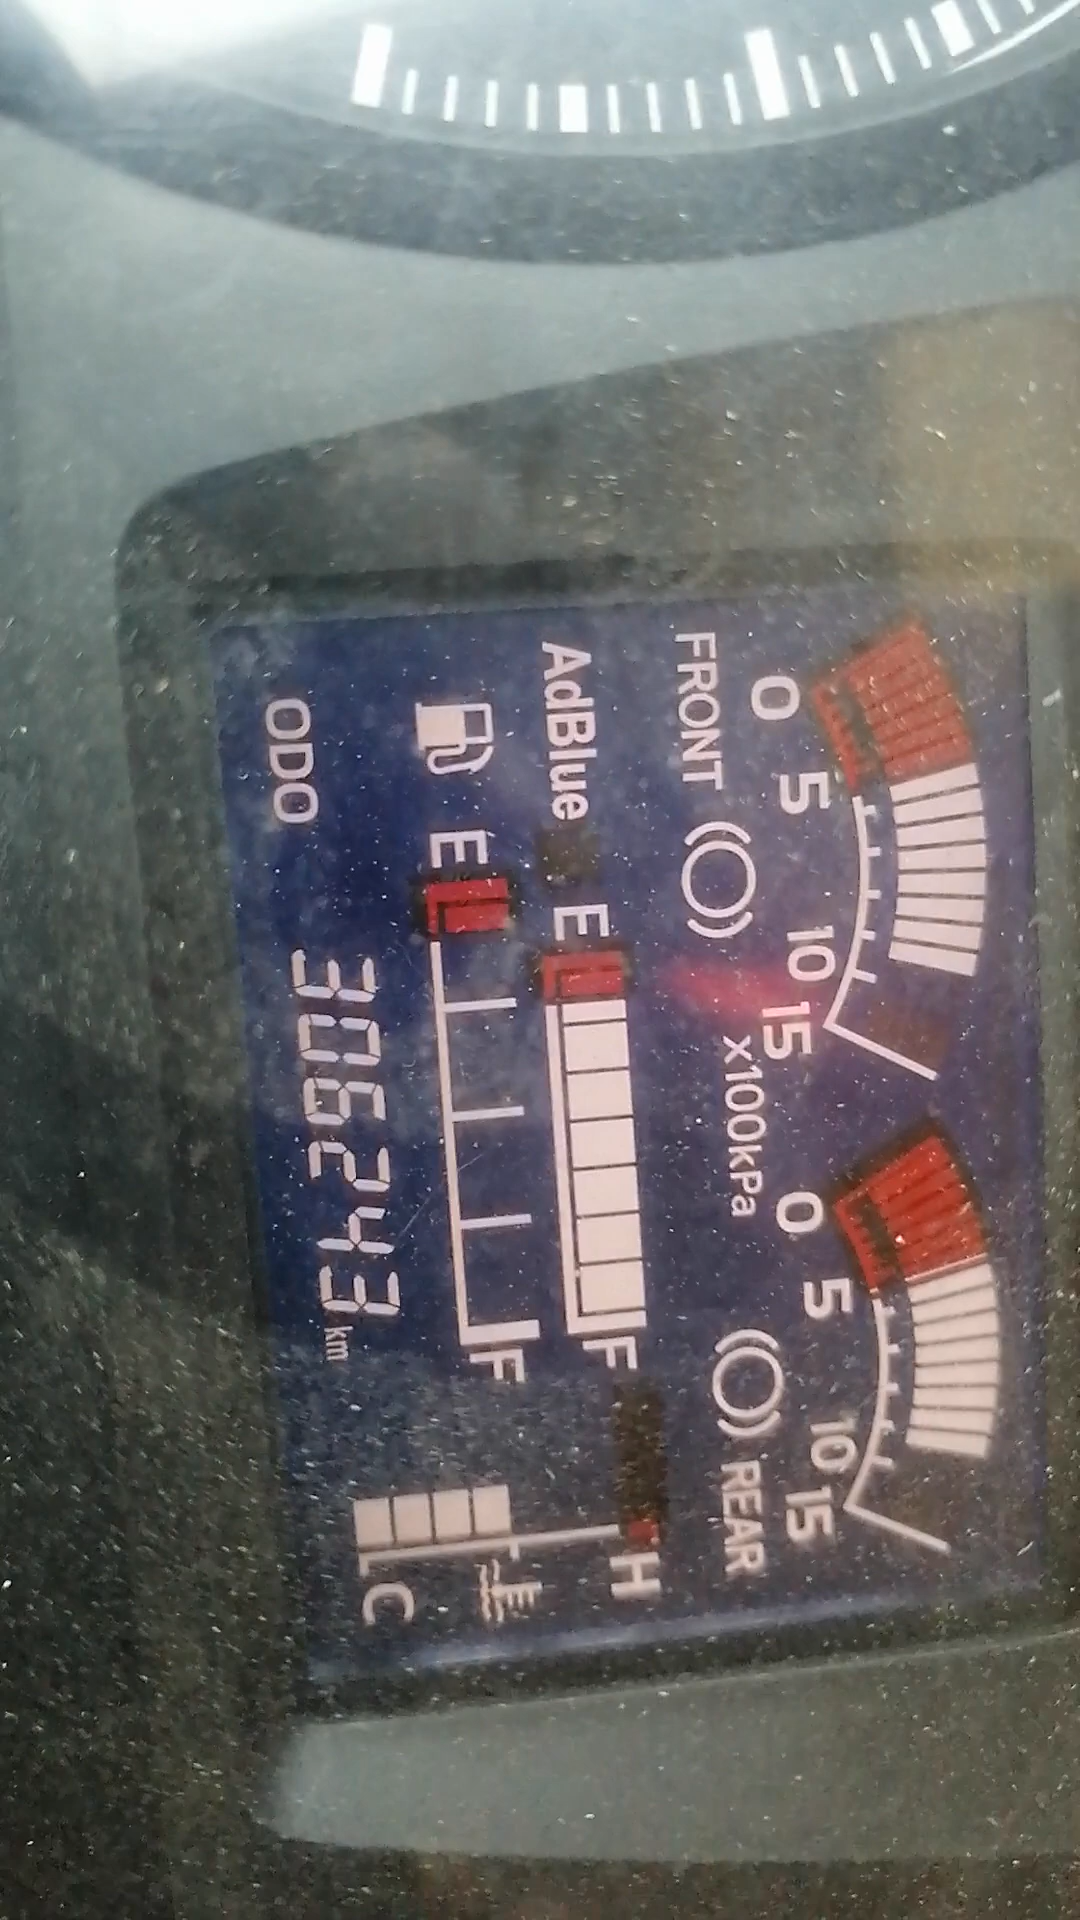 0 5 10 15
0 5 10 15
FRONT x100kPa REAR
AdBlue E F H
E F
ODO 306243 km C